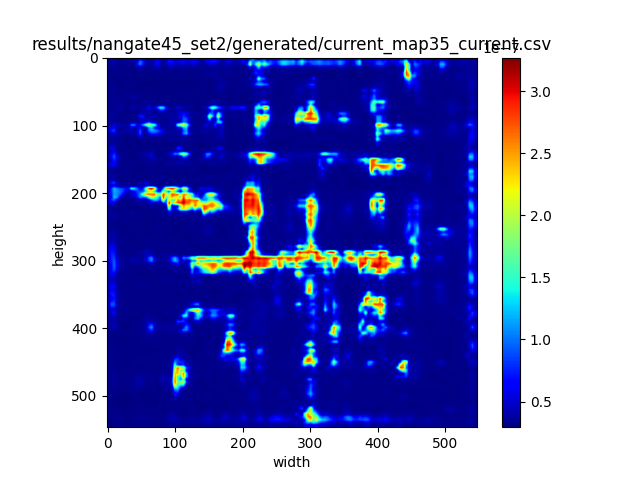 results/nangate45_set2/generated/current_map35_current.csv
1e−7
0
100
200
300
400
500
height
0 100 200 300 400 500
width
3.0
2.5
2.0
1.5
1.0
0.5